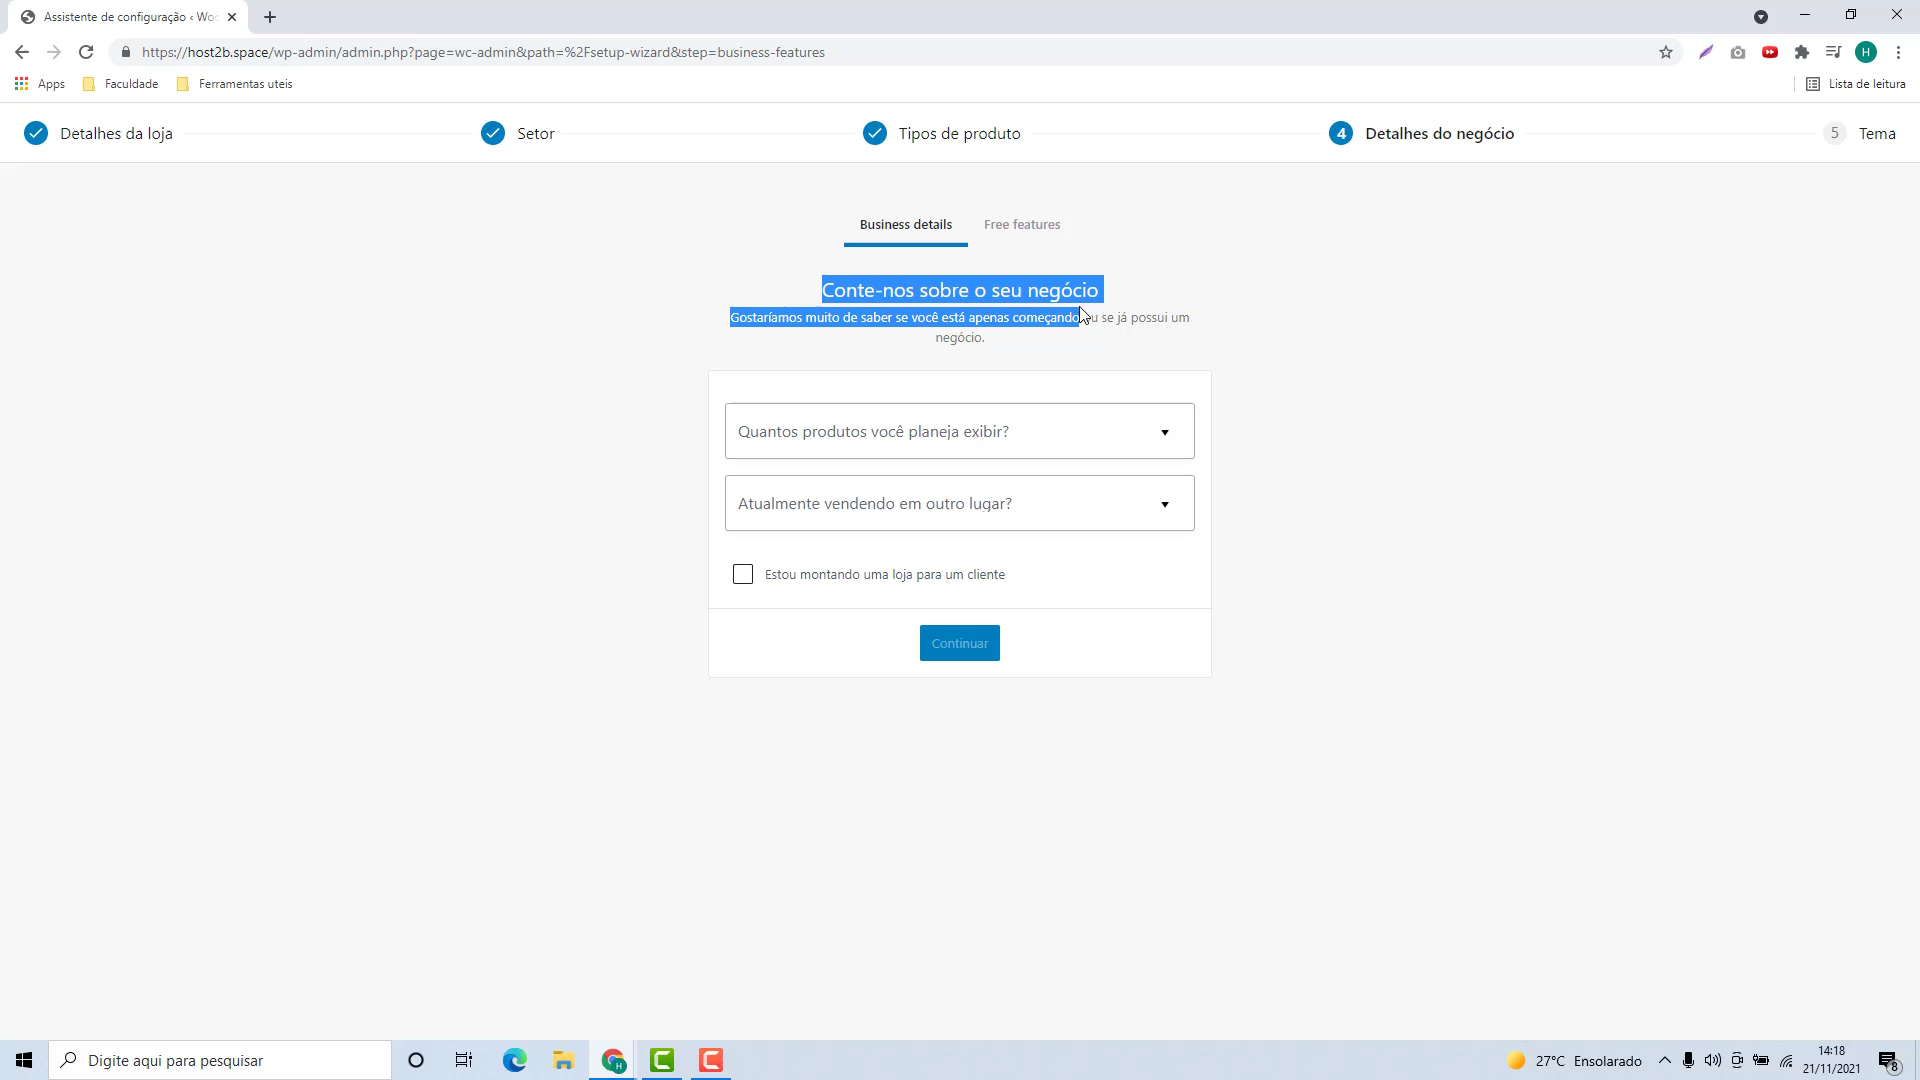 Assistente de configuração ‹ Woo
https://host2b.space/wp-admin/admin.php?page=wc-admin&path=%2Fsetup-wizard&step=business-features
H
Apps
Faculdade
Ferramentas uteis
Lista de leitura
Detalhes da loja
Setor
Tipos de produto
4 Detalhes do negócio
5 Tema
Business details
Free features
Conte-nos sobre o seu negócio
Gostaríamos muito de saber se você está apenas começando u se já possui um
negócio.
Quantos produtos você planeja exibir?
Atualmente vendendo em outro lugar?
Estou montando uma loja para um cliente
Continuar
Digite aqui para pesquisar
H
27°C Ensolarado
14:18
21/11/2021
8